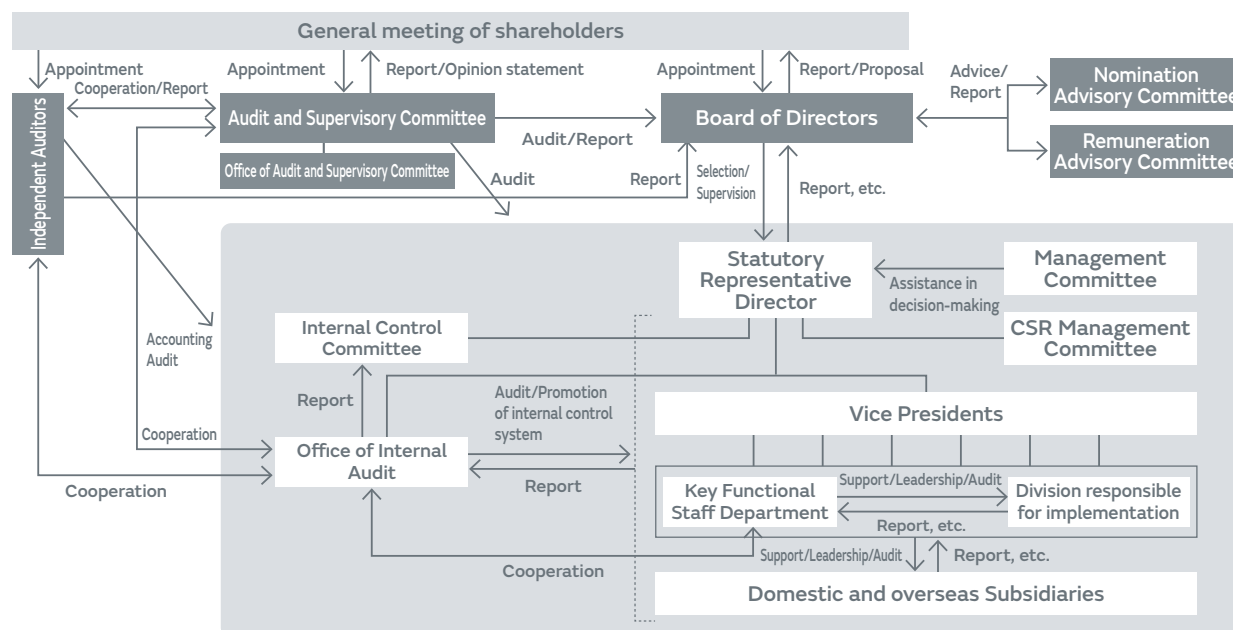 General meeting of shareholders
Appointment
Appointment
Report/Opinion statement
Appointment
Report/Proposal
Advice/
Report
Nomination
Advisory Committee
Cooperation/Report
Independent Auditors
Audit and Supervisory Committee
Audit/Report
Board of Directors
Remuneration
Advisory Committee
Office of Audit and Supervisory Committee
Audit
Report
Selection/
Supervision
Report, etc.
Statutory
Representative
Director
Management
Committee
Assistance in
decision-making
CSR Management
Committee
Accounting
Audit
Internal Control
Committee
Report
Audit/Promotion
of internal control
system
Vice Presidents
Cooperation
Office of Internal
Audit
Report
Cooperation
Key Functional
Staff Department
Support/Leadership/Audit
Division responsible
for implementation
Report, etc.
Support/Leadership/Audit
Report, etc.
Cooperation
Domestic and overseas Subsidiaries